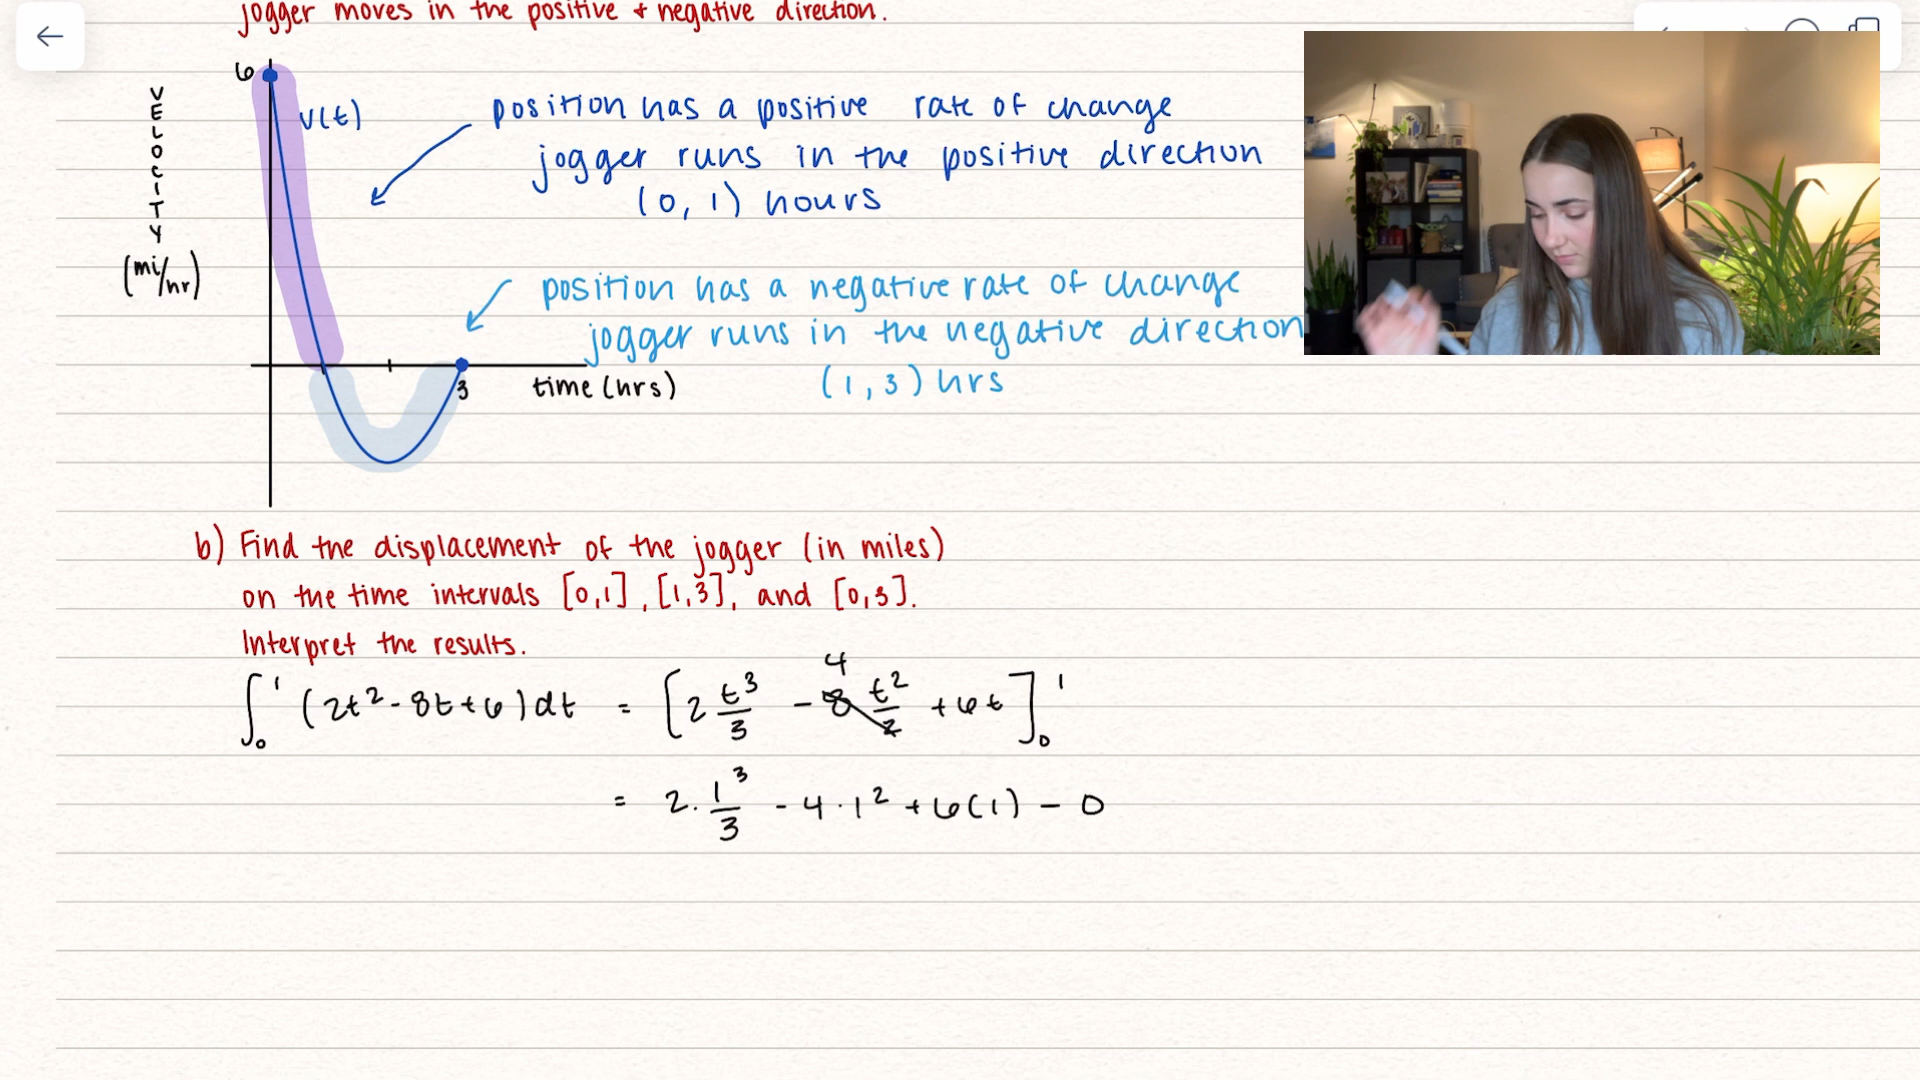 jogger moves in the positive + negative direction.
6
VELOCITY
(mi/hr)
v(t)
position has a positive rate of change
jogger runs in the positive direction
(0, 1) hours
position has a negative rate of change
jogger runs in the negative direction
(1, 3) hrs
3
time (hrs)
b) Find the displacement of the jogger (in miles)
on the time intervals [0,1], [1,3], and [0,3].
Interpret the results.
∫₀¹ (2t² - 8t + 6) dt = [2 t³/3 - 8 4 t²/2 + 6t]₀¹
= 2 · 1³/3 - 4 · 1² + 6(1) - 0